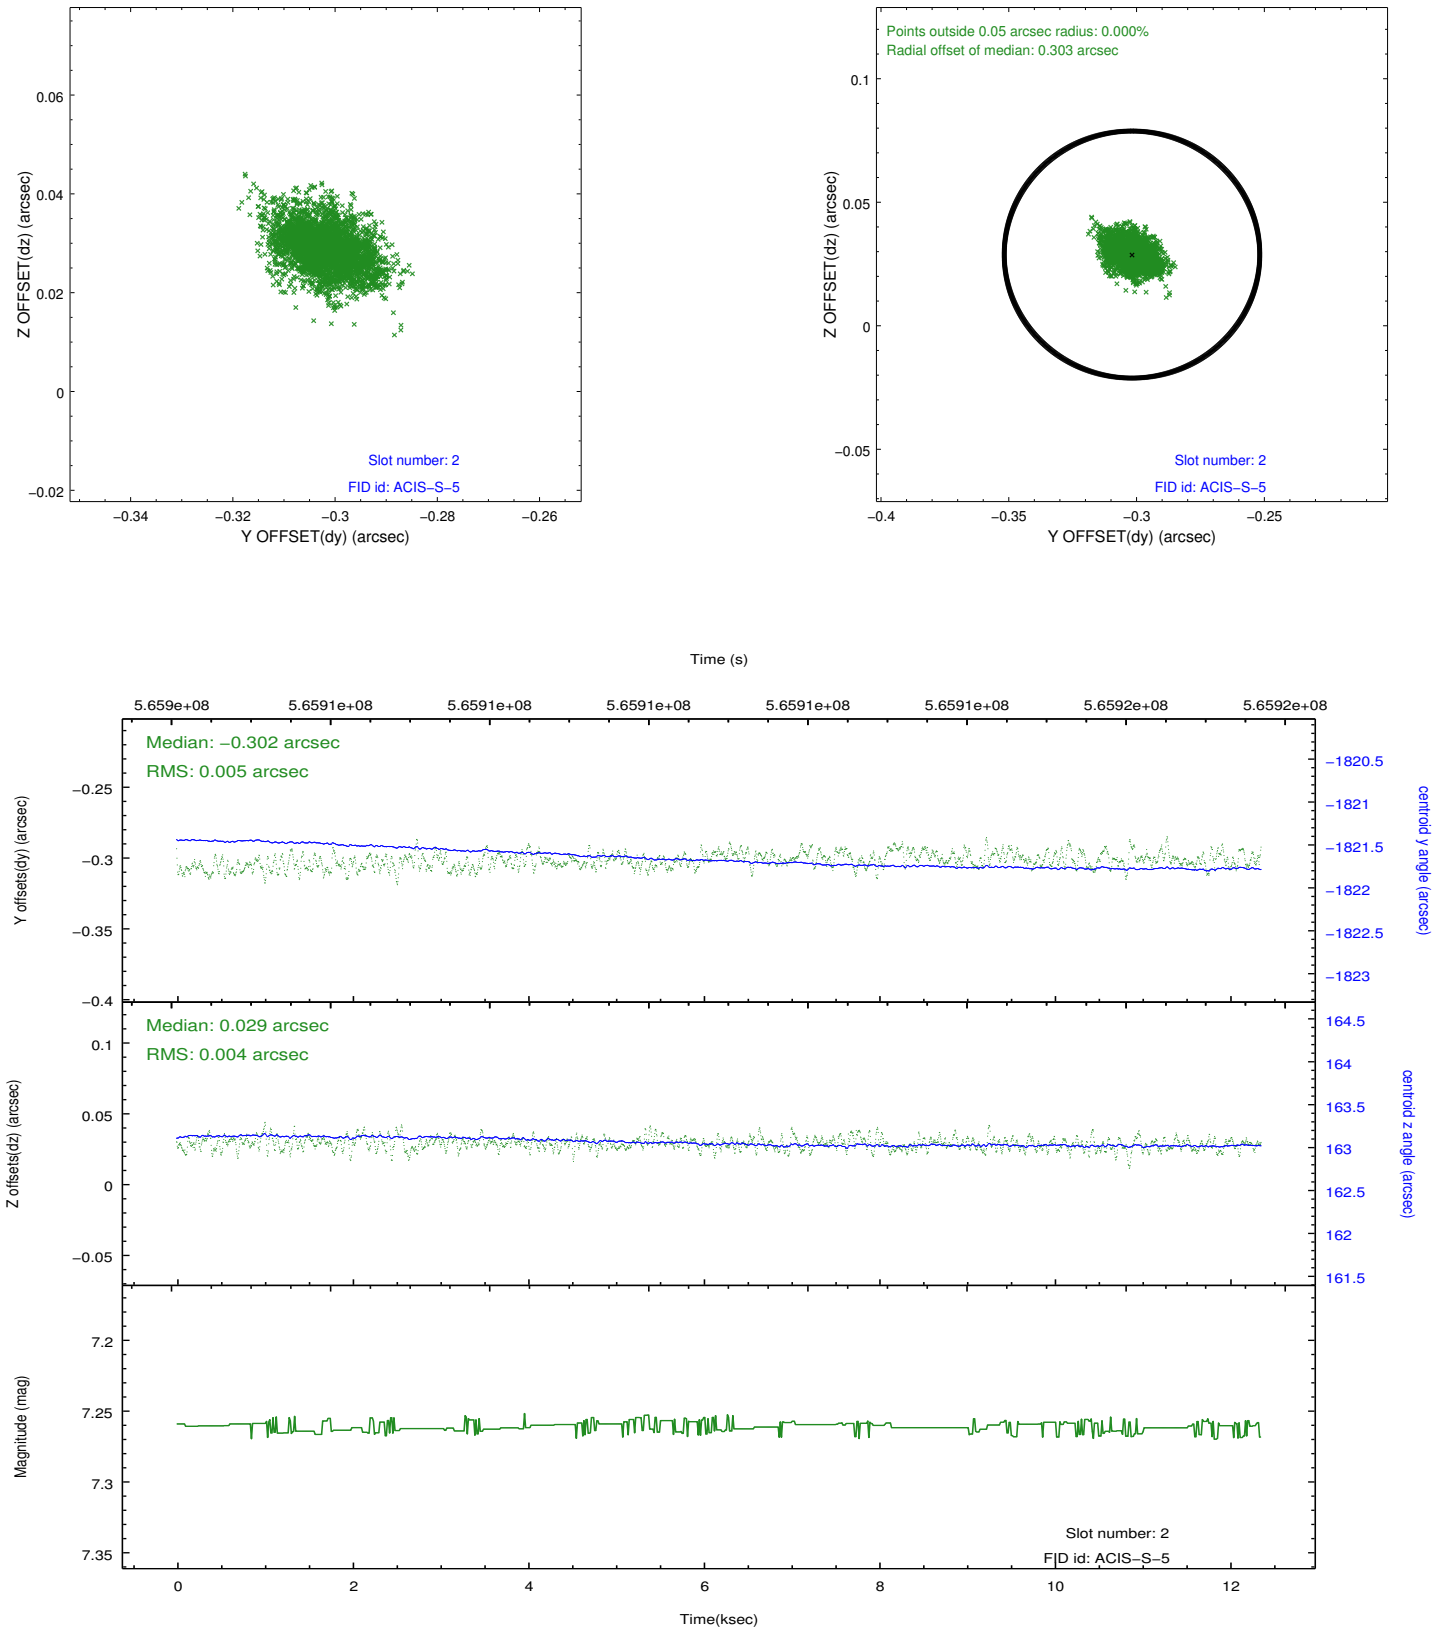 0.06
0.04
0.02
0
−0.02
Z OFFSET(dz) (arcsec)
Slot number: 2
FID id: ACIS−S−5
−0.34
−0.32
−0.3
−0.28
−0.26
Y OFFSET(dy) (arcsec)
Points outside 0.05 arcsec radius: 0.000%
Radial offset of median: 0.303 arcsec
0.1
0.05
0
−0.05
Z OFFSET(dz) (arcsec)
Slot number: 2
FID id: ACIS−S−5
−0.4
−0.35
−0.3
−0.25
Y OFFSET(dy) (arcsec)
Time (s)
5.659e+08
5.6591e+08
5.6591e+08
5.6591e+08
5.6591e+08
5.6591e+08
5.6592e+08
5.6592e+08
Median: −0.302 arcsec
RMS: 0.005 arcsec
−0.25
−0.3
−0.35
−0.4
Y offsets(dy) (arcsec)
−1820.5
−1821
−1821.5
−1822
−1822.5
−1823
centroid y angle (arcsec)
Median: 0.029 arcsec
RMS: 0.004 arcsec
0.1
0.05
0
−0.05
Z offsets(dz) (arcsec)
164.5
164
163.5
163
162.5
162
161.5
centroid z angle (arcsec)
7.2
7.25
7.3
7.35
Magnitude (mag)
Slot number: 2
FID id: ACIS−S−5
0
2
4
6
8
10
12
Time(ksec)